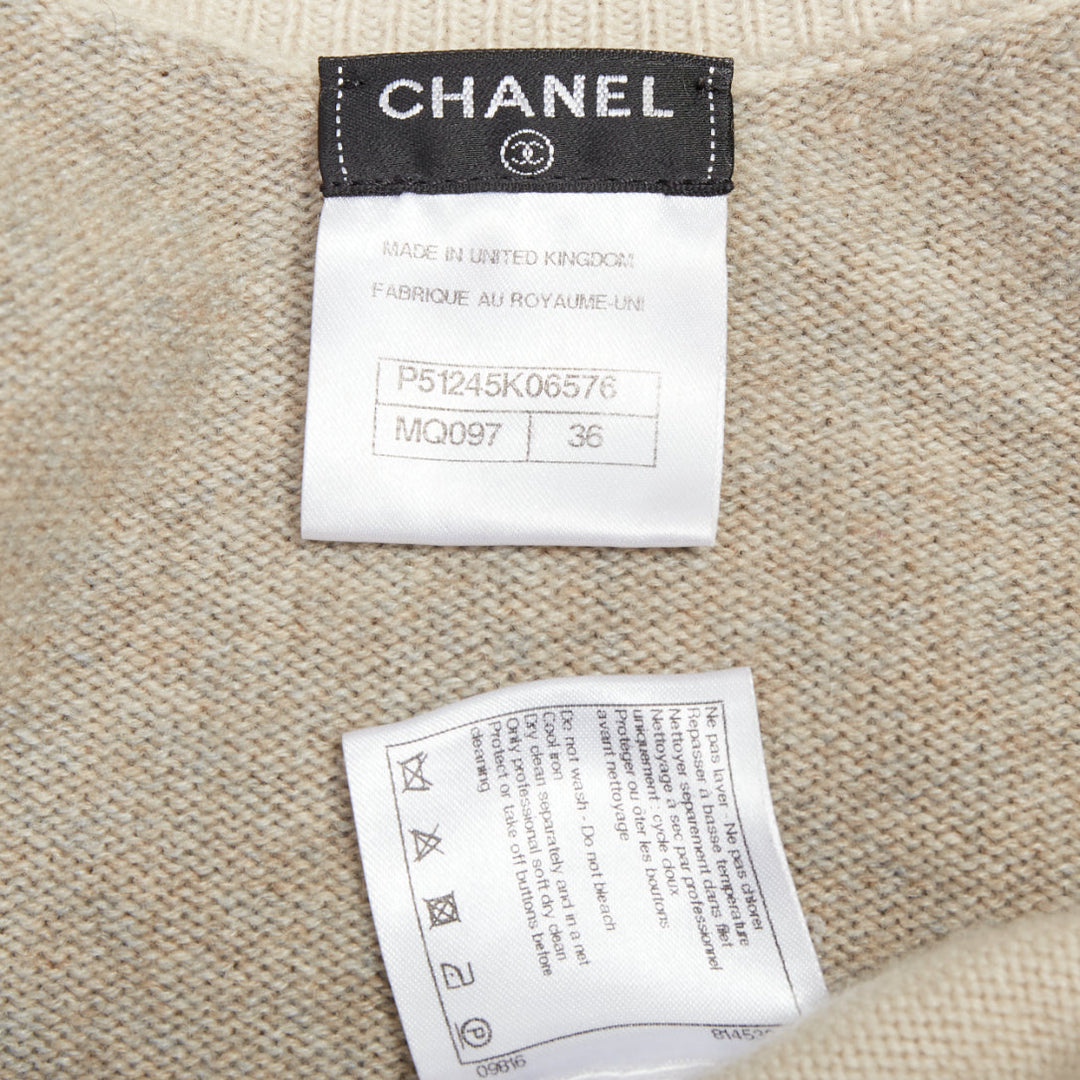 CHANEL
MADE IN UNITED KINGDOM
FABRIQUE AU ROYAUME-UNI
P51245K06576
MQ097 36
Ne pas laver - Ne pas chlorer
Repasser à basse température
Nettoyer séparement dans filet
Nettoyage à sec par professionnel
uniquement : cycle doux
Protéger ou ôter les boutons
avant nettoyage
Do not wash - Do not bleach
Cool iron
Dry clean separately and in a net
Only professional soft dry clean
Protect or take off buttons before
cleaning
P
09816